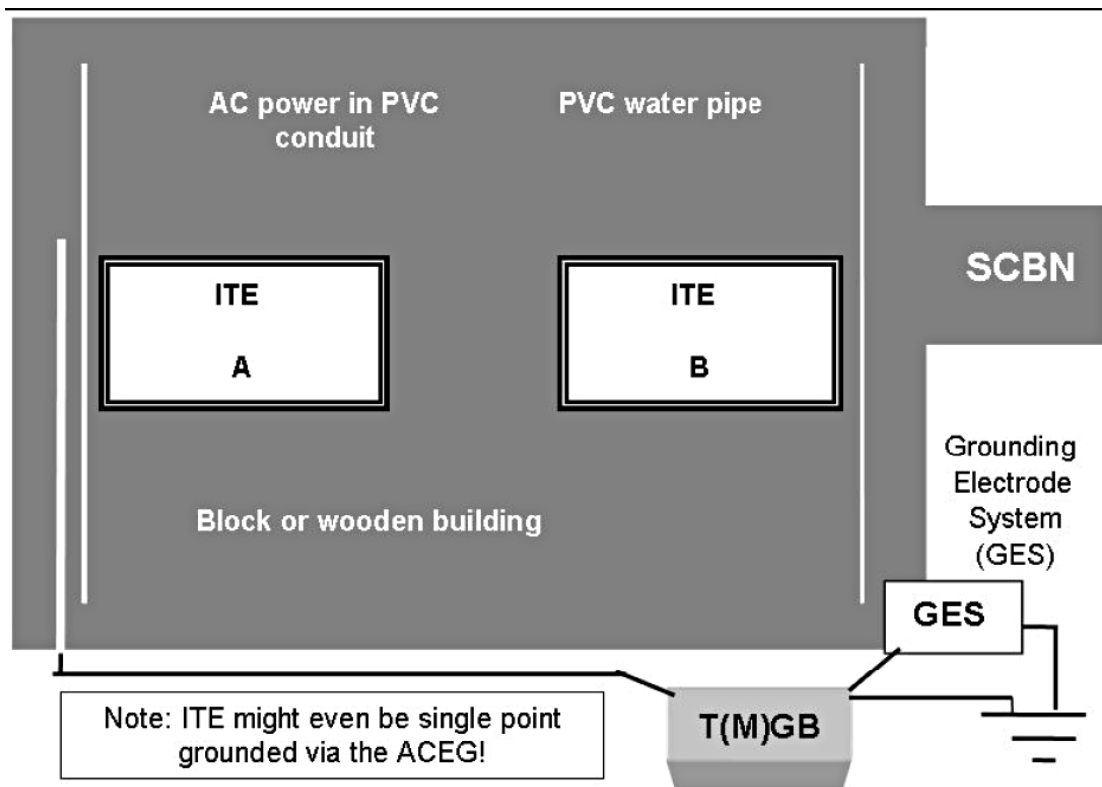 AC power in PVC
conduit
PVC water pipe
ITE
A
ITE
B
SCBN
Block or wooden building
Grounding
Electrode
System
(GES)
GES
T(M)GB
Note: ITE might even be single point
grounded via the ACEG!